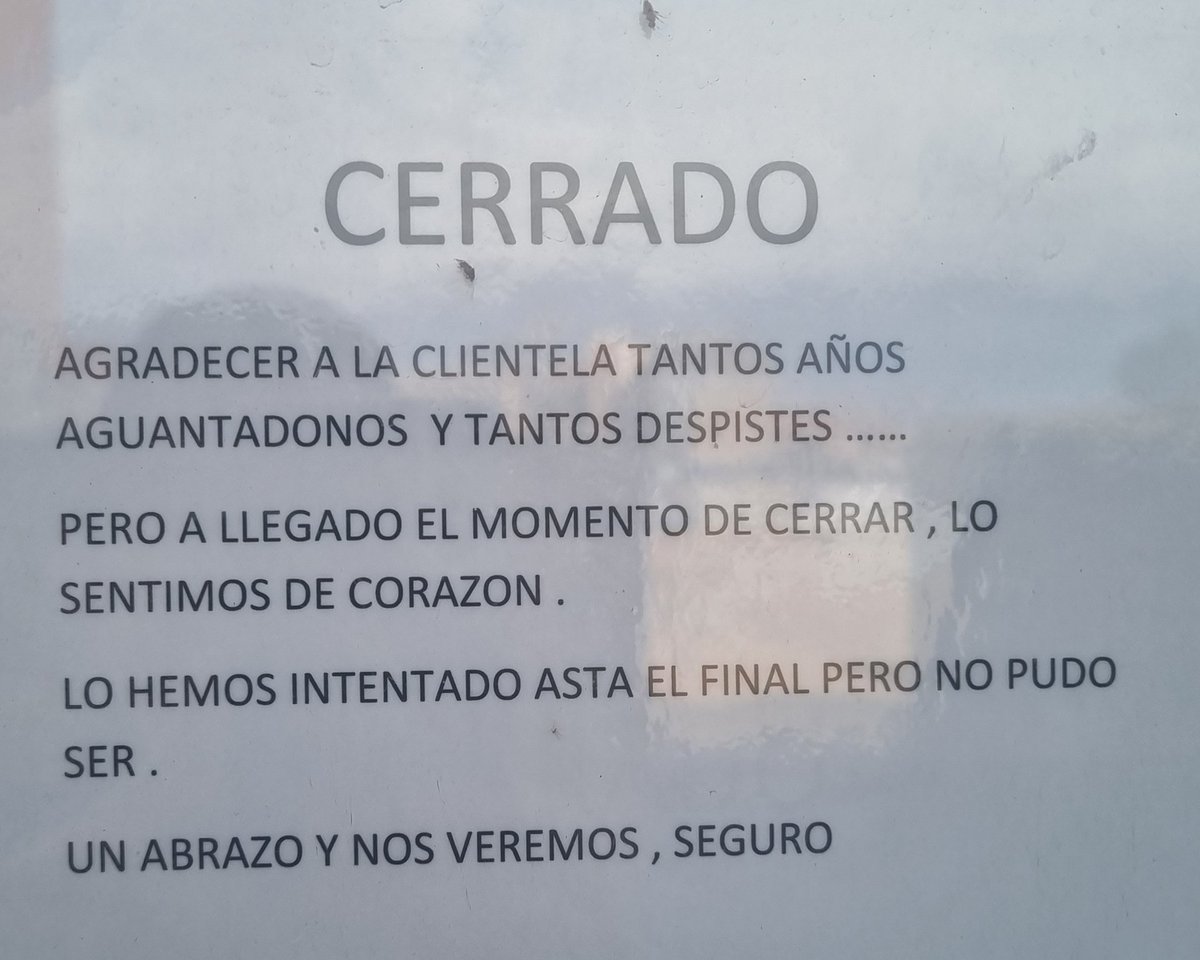 CERRADO
AGRADECER A LA CLIENTELA TANTOS AÑOS
AGUANTADONOS Y TANTOS DESPISTES ......
PERO A LLEGADO EL MOMENTO DE CERRAR , LO
SENTIMOS DE CORAZON .
LO HEMOS INTENTADO ASTA EL FINAL PERO NO PUDO
SER .
UN ABRAZO Y NOS VEREMOS , SEGURO